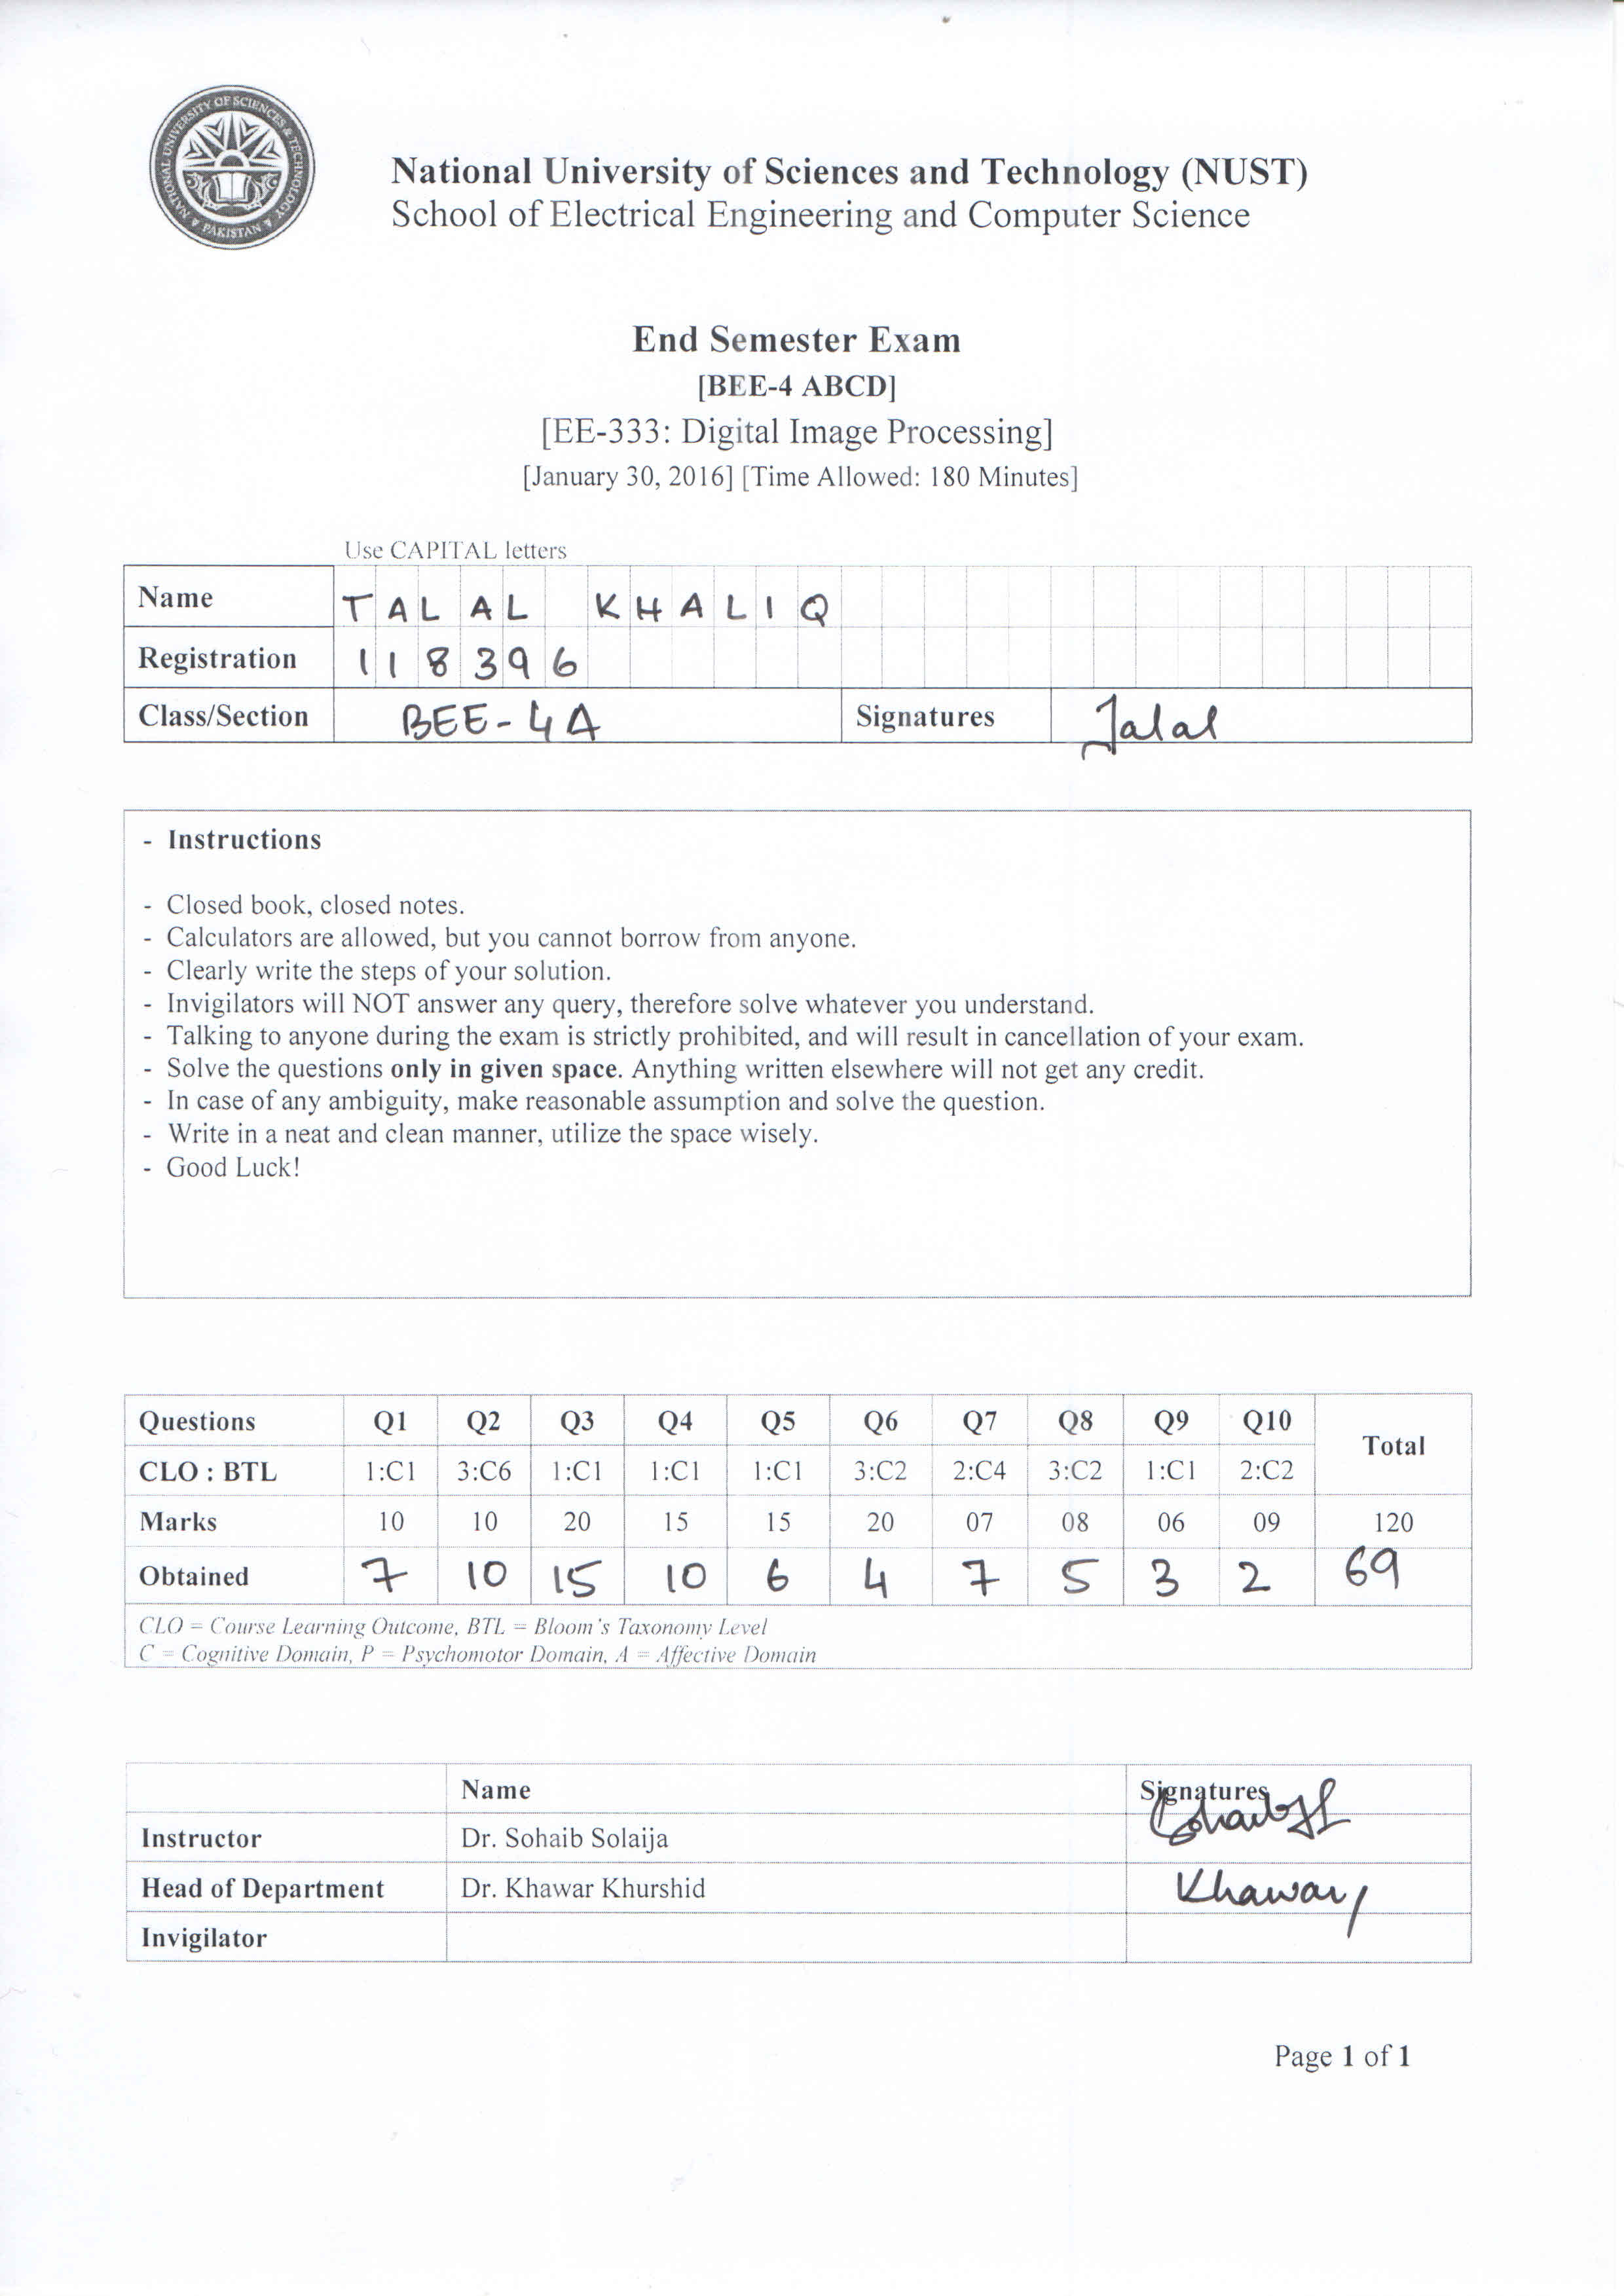 NATIONAL UNIVERSITY OF SCIENCES & TECHNOLOGY
PAKISTAN
National University of Sciences and Technology (NUST)
School of Electrical Engineering and Computer Science
End Semester Exam
[BEE-4 ABCD]
[EE-333: Digital Image Processing]
[January 30, 2016] [Time Allowed: 180 Minutes]
Use CAPITAL letters
Name TALAL KHALIQ
Registration 118396
Class/Section BEE-4A Signatures Talal
- Instructions
- Closed book, closed notes.
- Calculators are allowed, but you cannot borrow from anyone.
- Clearly write the steps of your solution.
- Invigilators will NOT answer any query, therefore solve whatever you understand.
- Talking to anyone during the exam is strictly prohibited, and will result in cancellation of your exam.
- Solve the questions only in given space. Anything written elsewhere will not get any credit.
- In case of any ambiguity, make reasonable assumption and solve the question.
- Write in a neat and clean manner, utilize the space wisely.
- Good Luck!
Questions Q1 Q2 Q3 Q4 Q5 Q6 Q7 Q8 Q9 Q10 Total
CLO : BTL 1:C1 3:C6 1:C1 1:C1 1:C1 3:C2 2:C4 3:C2 1:C1 2:C2
Marks 10 10 20 15 15 20 07 08 06 09 120
Obtained 7 10 15 10 6 4 7 5 3 2 69
CLO = Course Learning Outcome, BTL = Bloom's Taxonomy Level
C = Cognitive Domain, P = Psychomotor Domain, A = Affective Domain
Name Signatures
Instructor Dr. Sohaib Solaija
Head of Department Dr. Khawar Khurshid Khawar
Invigilator
Page 1 of 1